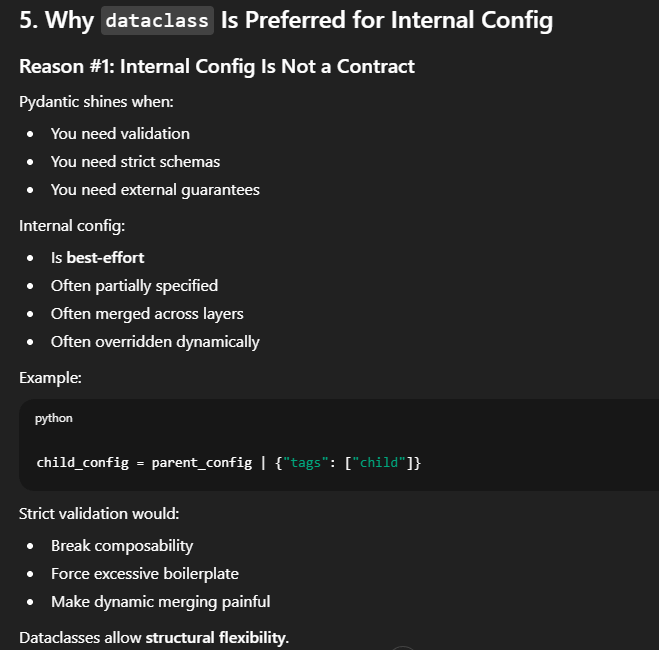 5. Why dataclass Is Preferred for Internal Config
Reason #1: Internal Config Is Not a Contract
Pydantic shines when:
• You need validation
• You need strict schemas
• You need external guarantees
Internal config:
• Is best-effort
• Often partially specified
• Often merged across layers
• Often overridden dynamically
Example:
python
child_config = parent_config | {"tags": ["child"]}
Strict validation would:
• Break composability
• Force excessive boilerplate
• Make dynamic merging painful
Dataclasses allow structural flexibility.